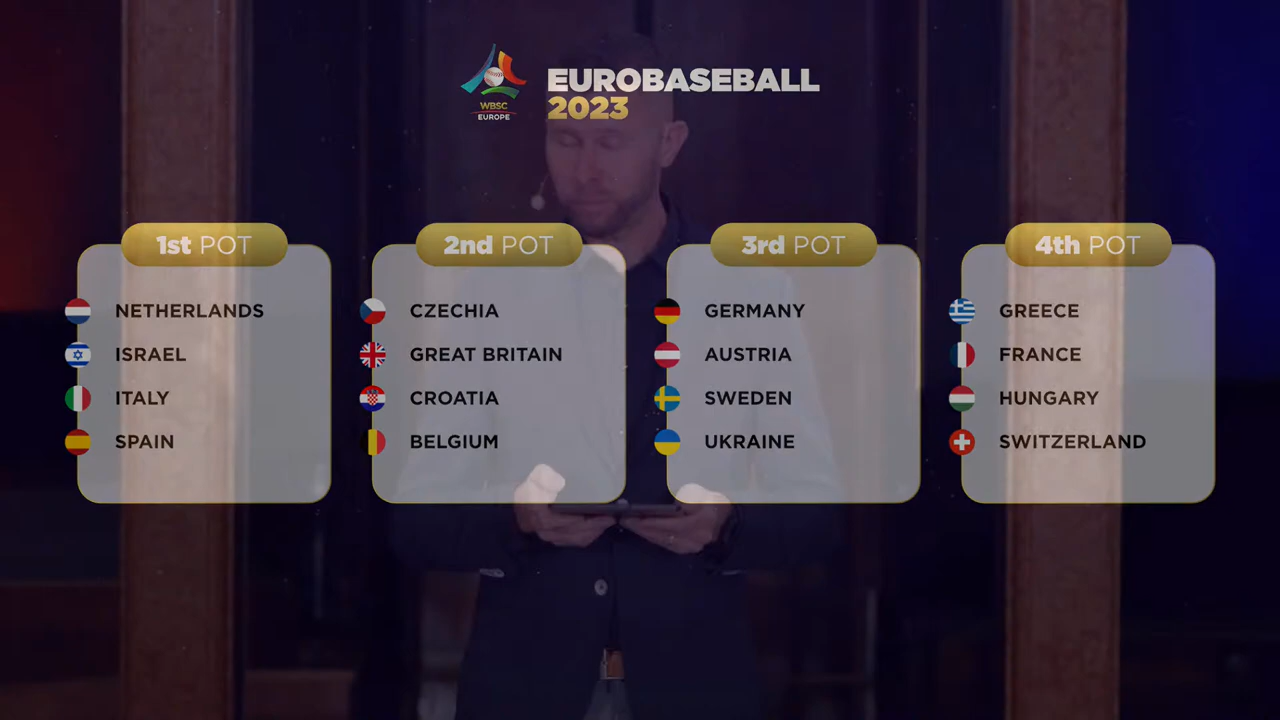 WBSC
EUROPE
EUROBASEBALL
2023
1st POT
NETHERLANDS
ISRAEL
ITALY
SPAIN
2nd POT
CZECHIA
GREAT BRITAIN
CROATIA
BELGIUM
3rd POT
GERMANY
AUSTRIA
SWEDEN
UKRAINE
4th POT
GREECE
FRANCE
HUNGARY
SWITZERLAND